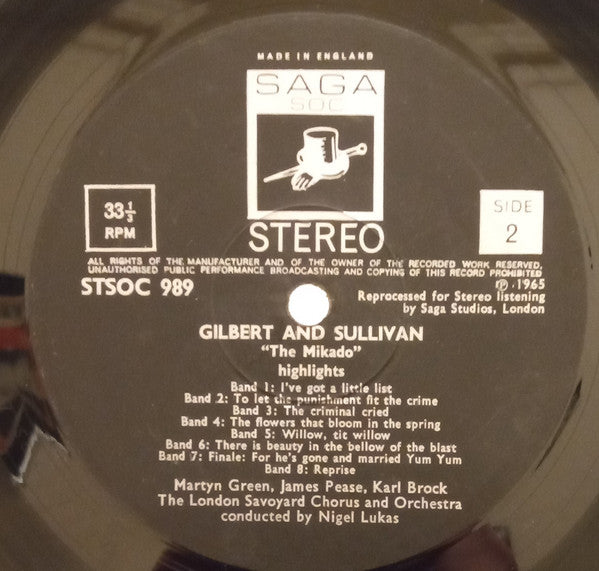 MADE IN ENGLAND
SAGA
SOC
33⅓
RPM
SIDE
2
STEREO
ALL RIGHTS OF THE MANUFACTURER AND OF THE OWNER OF THE RECORDED WORK RESERVED,
UNAUTHORISED PUBLIC PERFORMANCE BROADCASTING AND COPYING OF THIS RECORD PROHIBITED
STSOC 989
℗ · 1965
Reprocessed for Stereo listening
by Saga Studios, London
GILBERT AND SULLIVAN
"The Mikado"
highlights
Band 1: I've got a little list
Band 2: To let the punishment fit the crime
Band 3: The criminal cried
Band 4: The flowers that bloom in the spring
Band 5: Willow, tit willow
Band 6: There is beauty in the bellow of the blast
Band 7: Finale: For he's gone and married Yum Yum
Band 8: Reprise
Martyn Green, James Pease, Karl Brock
The London Savoyard Chorus and Orchestra
conducted by Nigel Lukas